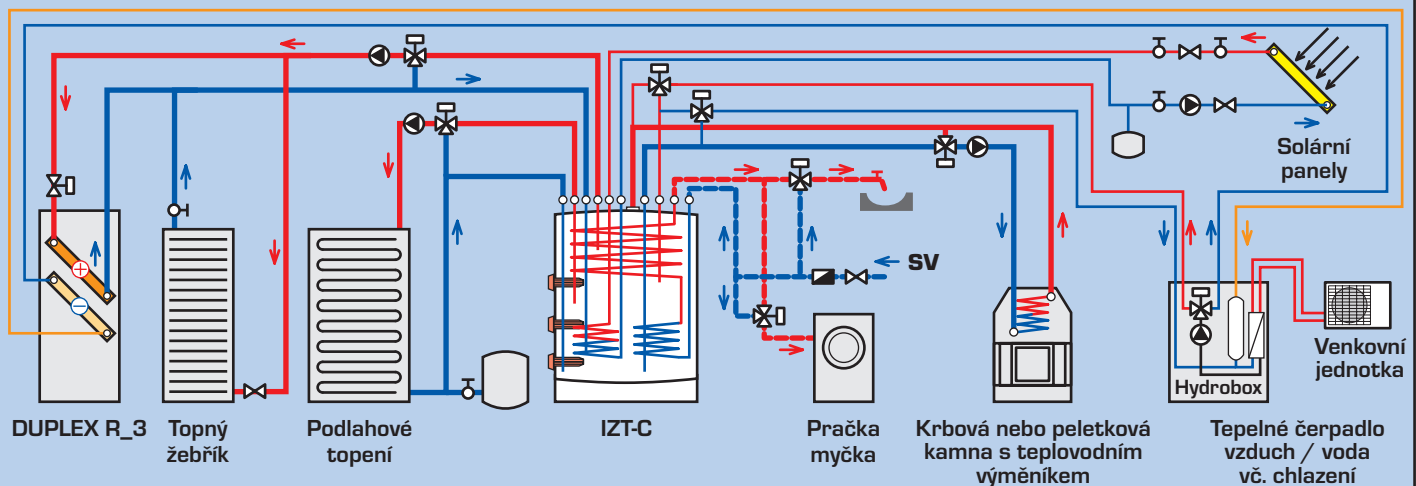 Solární
panely
SV
Hydrobox
Venkovní
jednotka
DUPLEX R_3
Topný
žebřík
Podlahové
topení
IZT-C
Pračka
myčka
Krbová nebo peletková
kamna s teplovodním
výměníkem
Tepelné čerpadlo
vzduch / voda
vč. chlazení